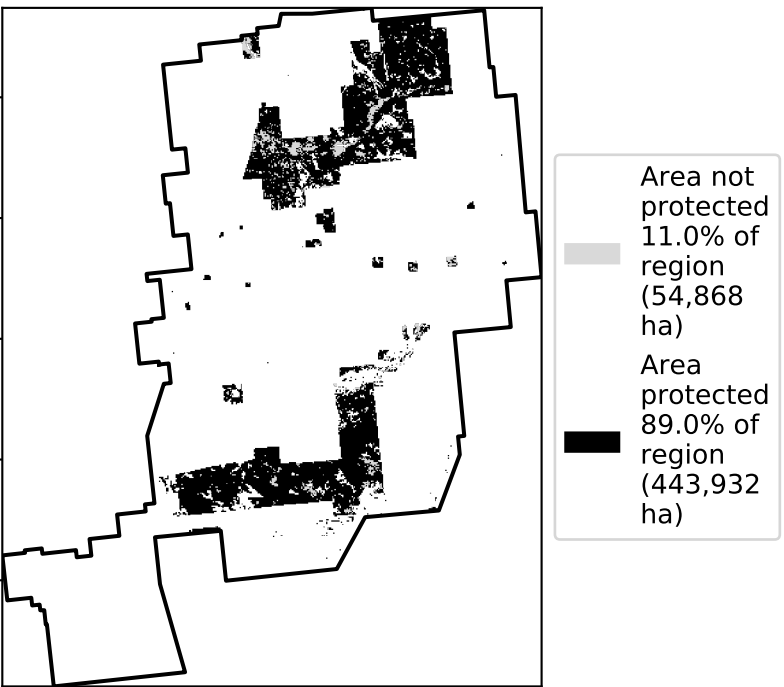 Area not
protected
11.0% of
region
(54,868
ha)
Area
protected
89.0% of
region
(443,932
ha)